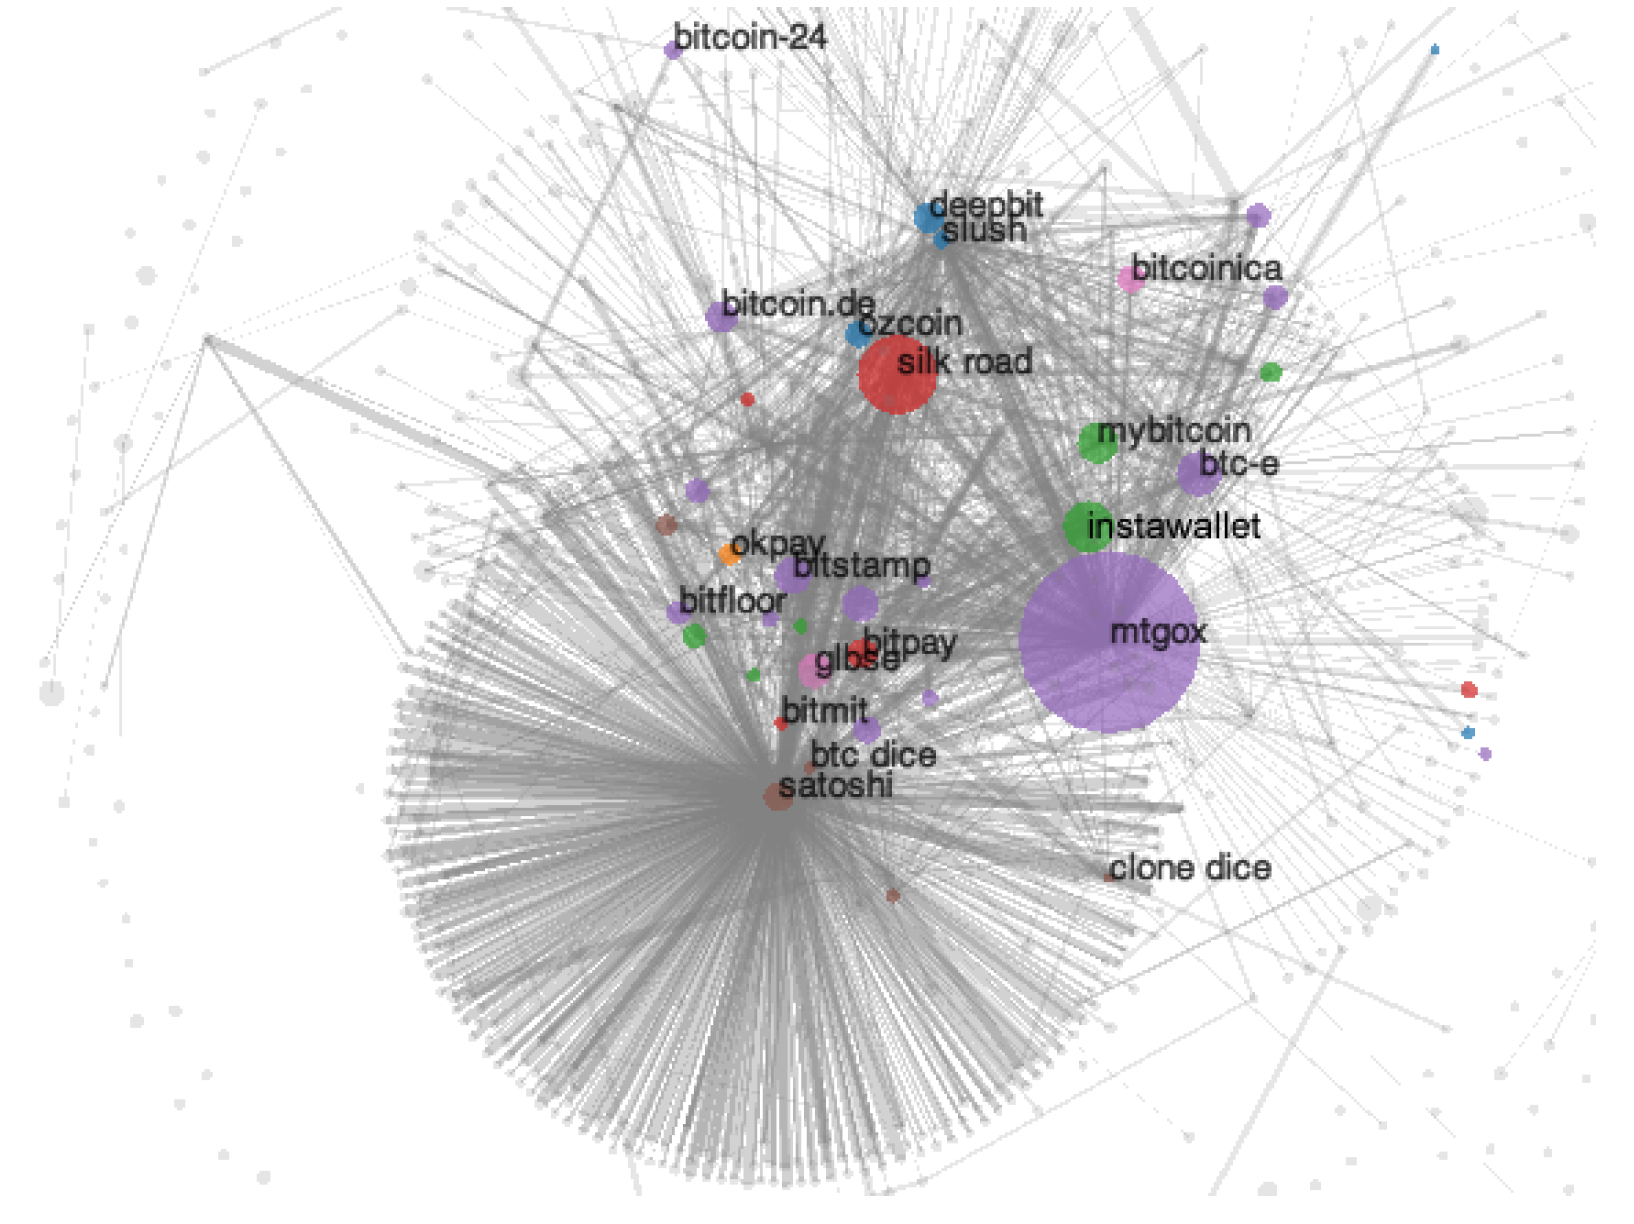 bitcoin-24
deepbit
slush
bitcoinica
bitcoin.de
ozcoin
silk road
mybitcoin
btc-e
instawallet
okpay
bitstamp
bitfloor
mtgox
bitpay
glbse
bitmit
btc dice
satoshi
clone dice